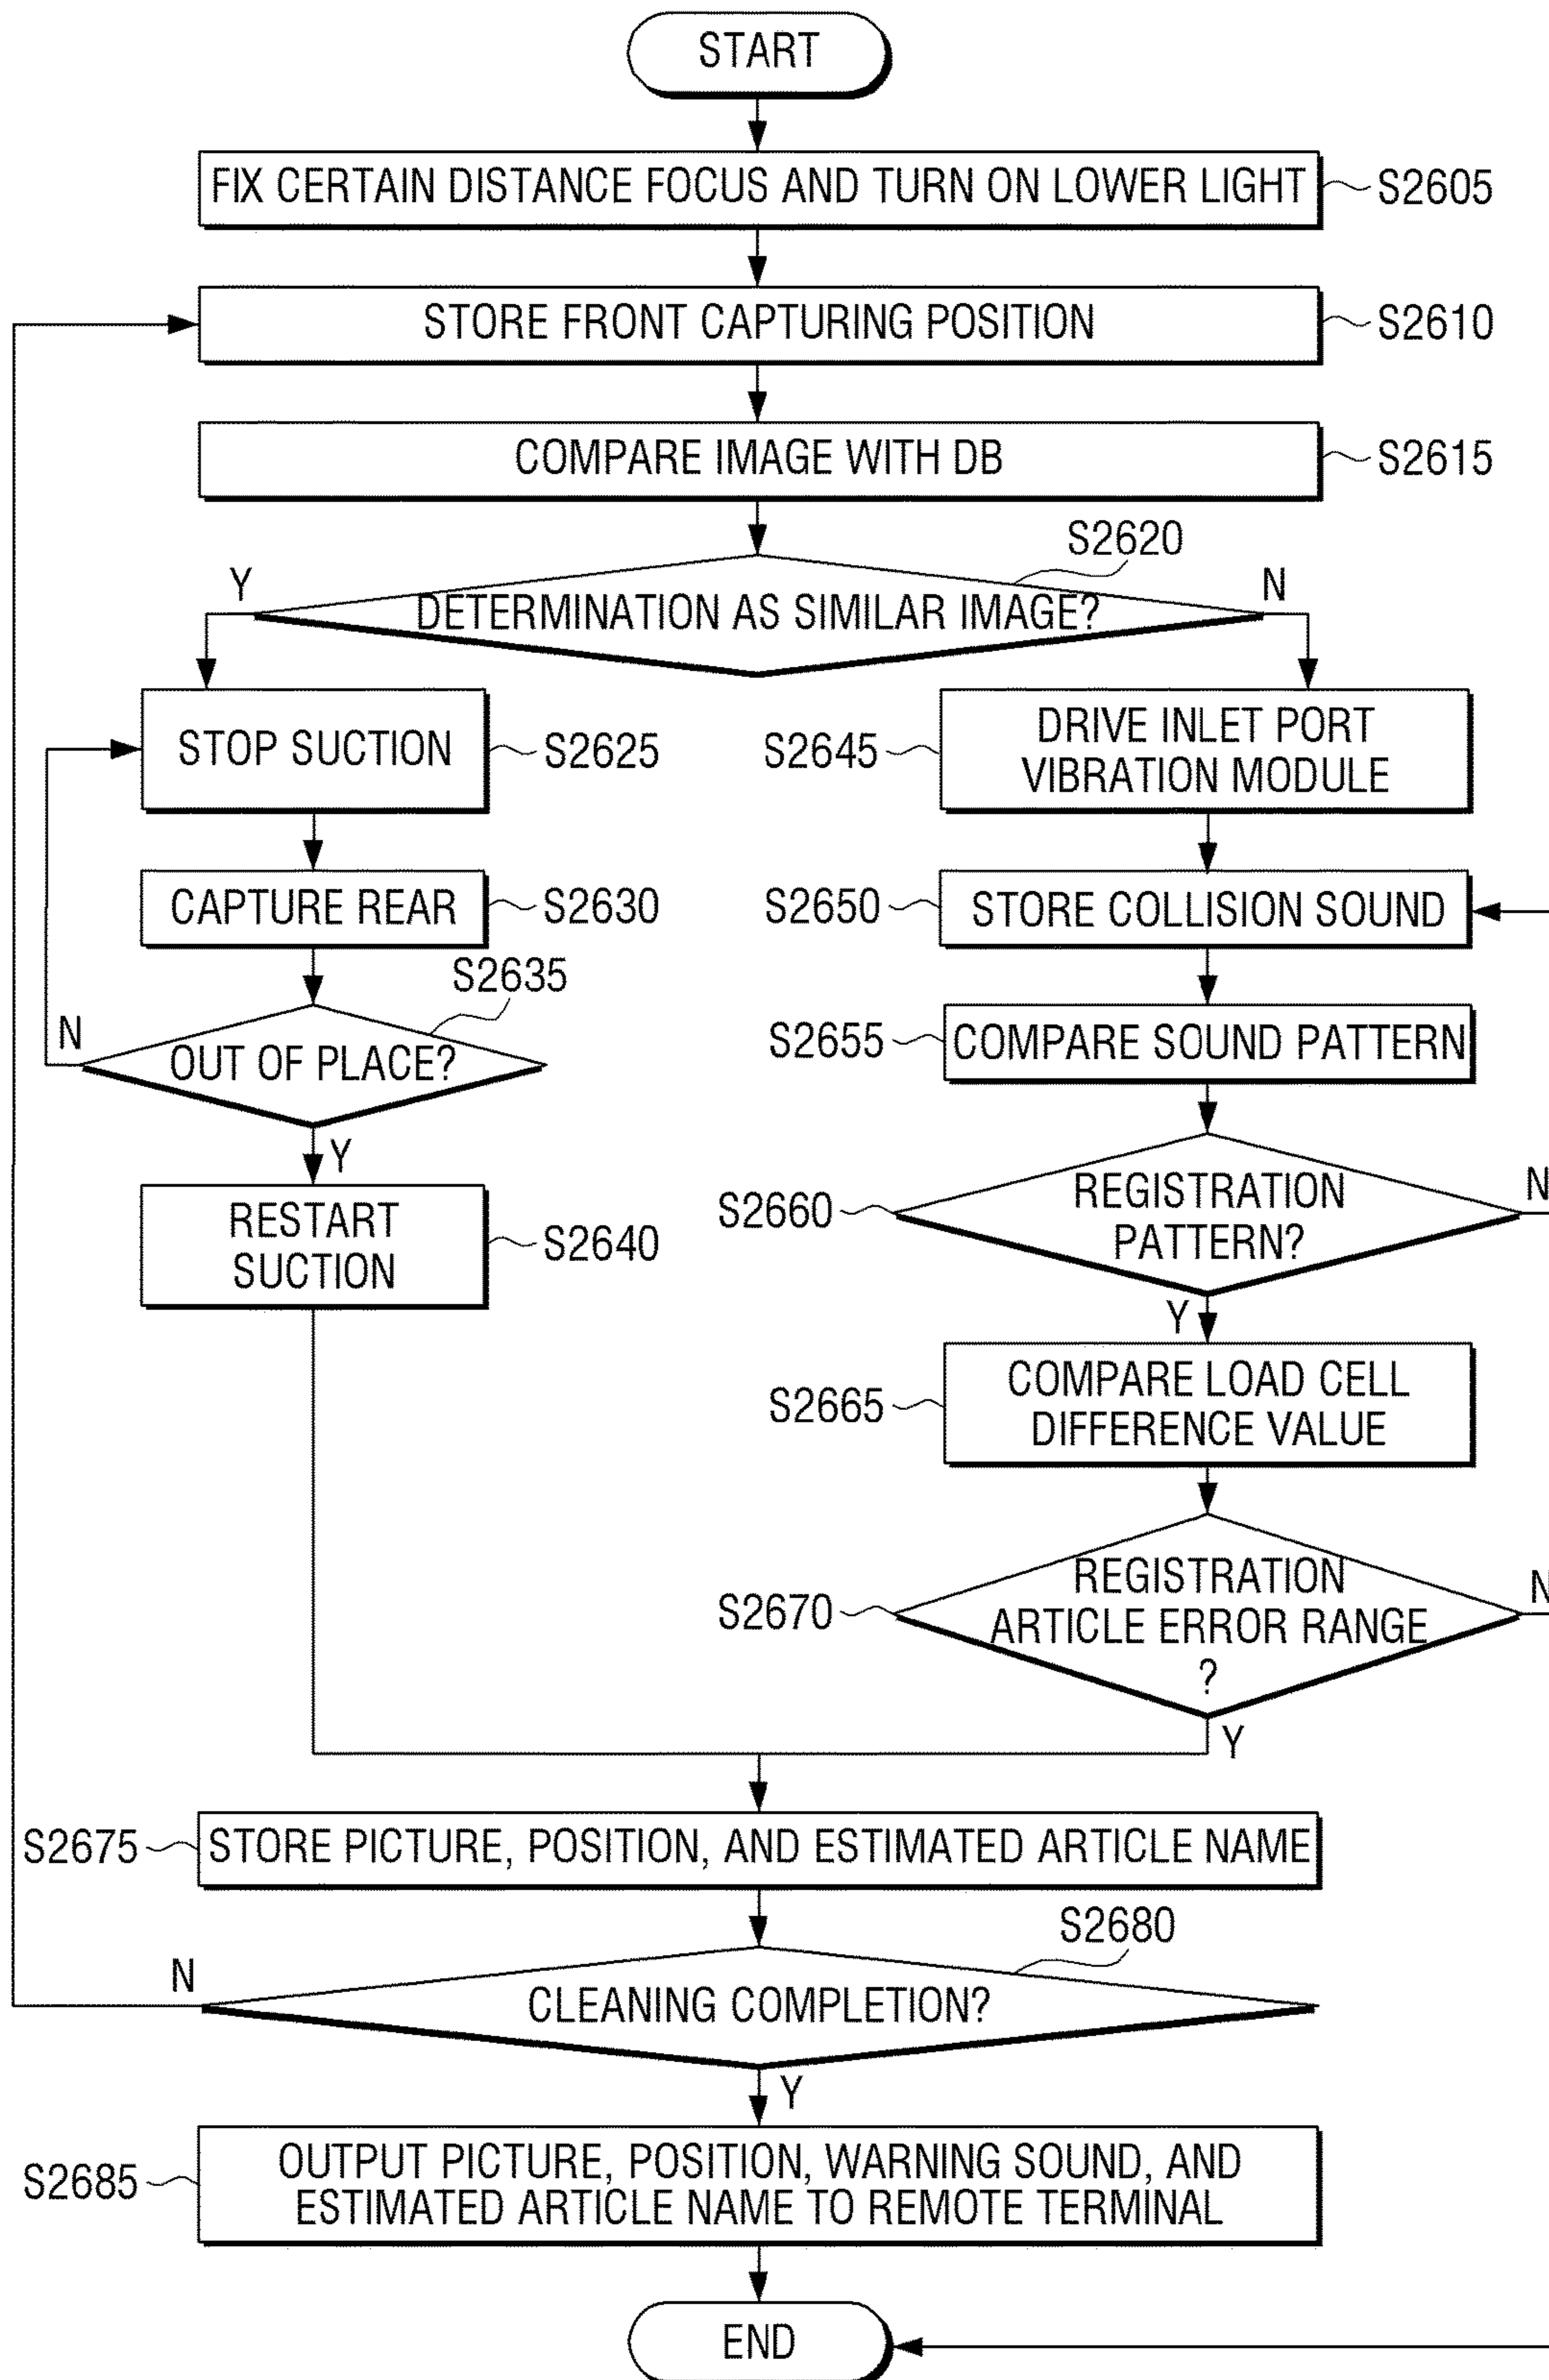 START
FIX CERTAIN DISTANCE FOCUS AND TURN ON LOWER LIGHT
S2605
STORE FRONT CAPTURING POSITION
S2610
COMPARE IMAGE WITH DB
S2615
S2620
Y
DETERMINATION AS SIMILAR IMAGE?
N
STOP SUCTION
S2625
S2645
DRIVE INLET PORT
VIBRATION MODULE
CAPTURE REAR
S2630
S2650
STORE COLLISION SOUND
S2635
N
OUT OF PLACE?
S2655
COMPARE SOUND PATTERN
Y
RESTART
SUCTION
S2640
S2660
REGISTRATION
PATTERN?
N
Y
S2665
COMPARE LOAD CELL
DIFFERENCE VALUE
S2670
REGISTRATION
ARTICLE ERROR RANGE
?
N
Y
S2675
STORE PICTURE, POSITION, AND ESTIMATED ARTICLE NAME
S2680
N
CLEANING COMPLETION?
Y
S2685
OUTPUT PICTURE, POSITION, WARNING SOUND, AND
ESTIMATED ARTICLE NAME TO REMOTE TERMINAL
END